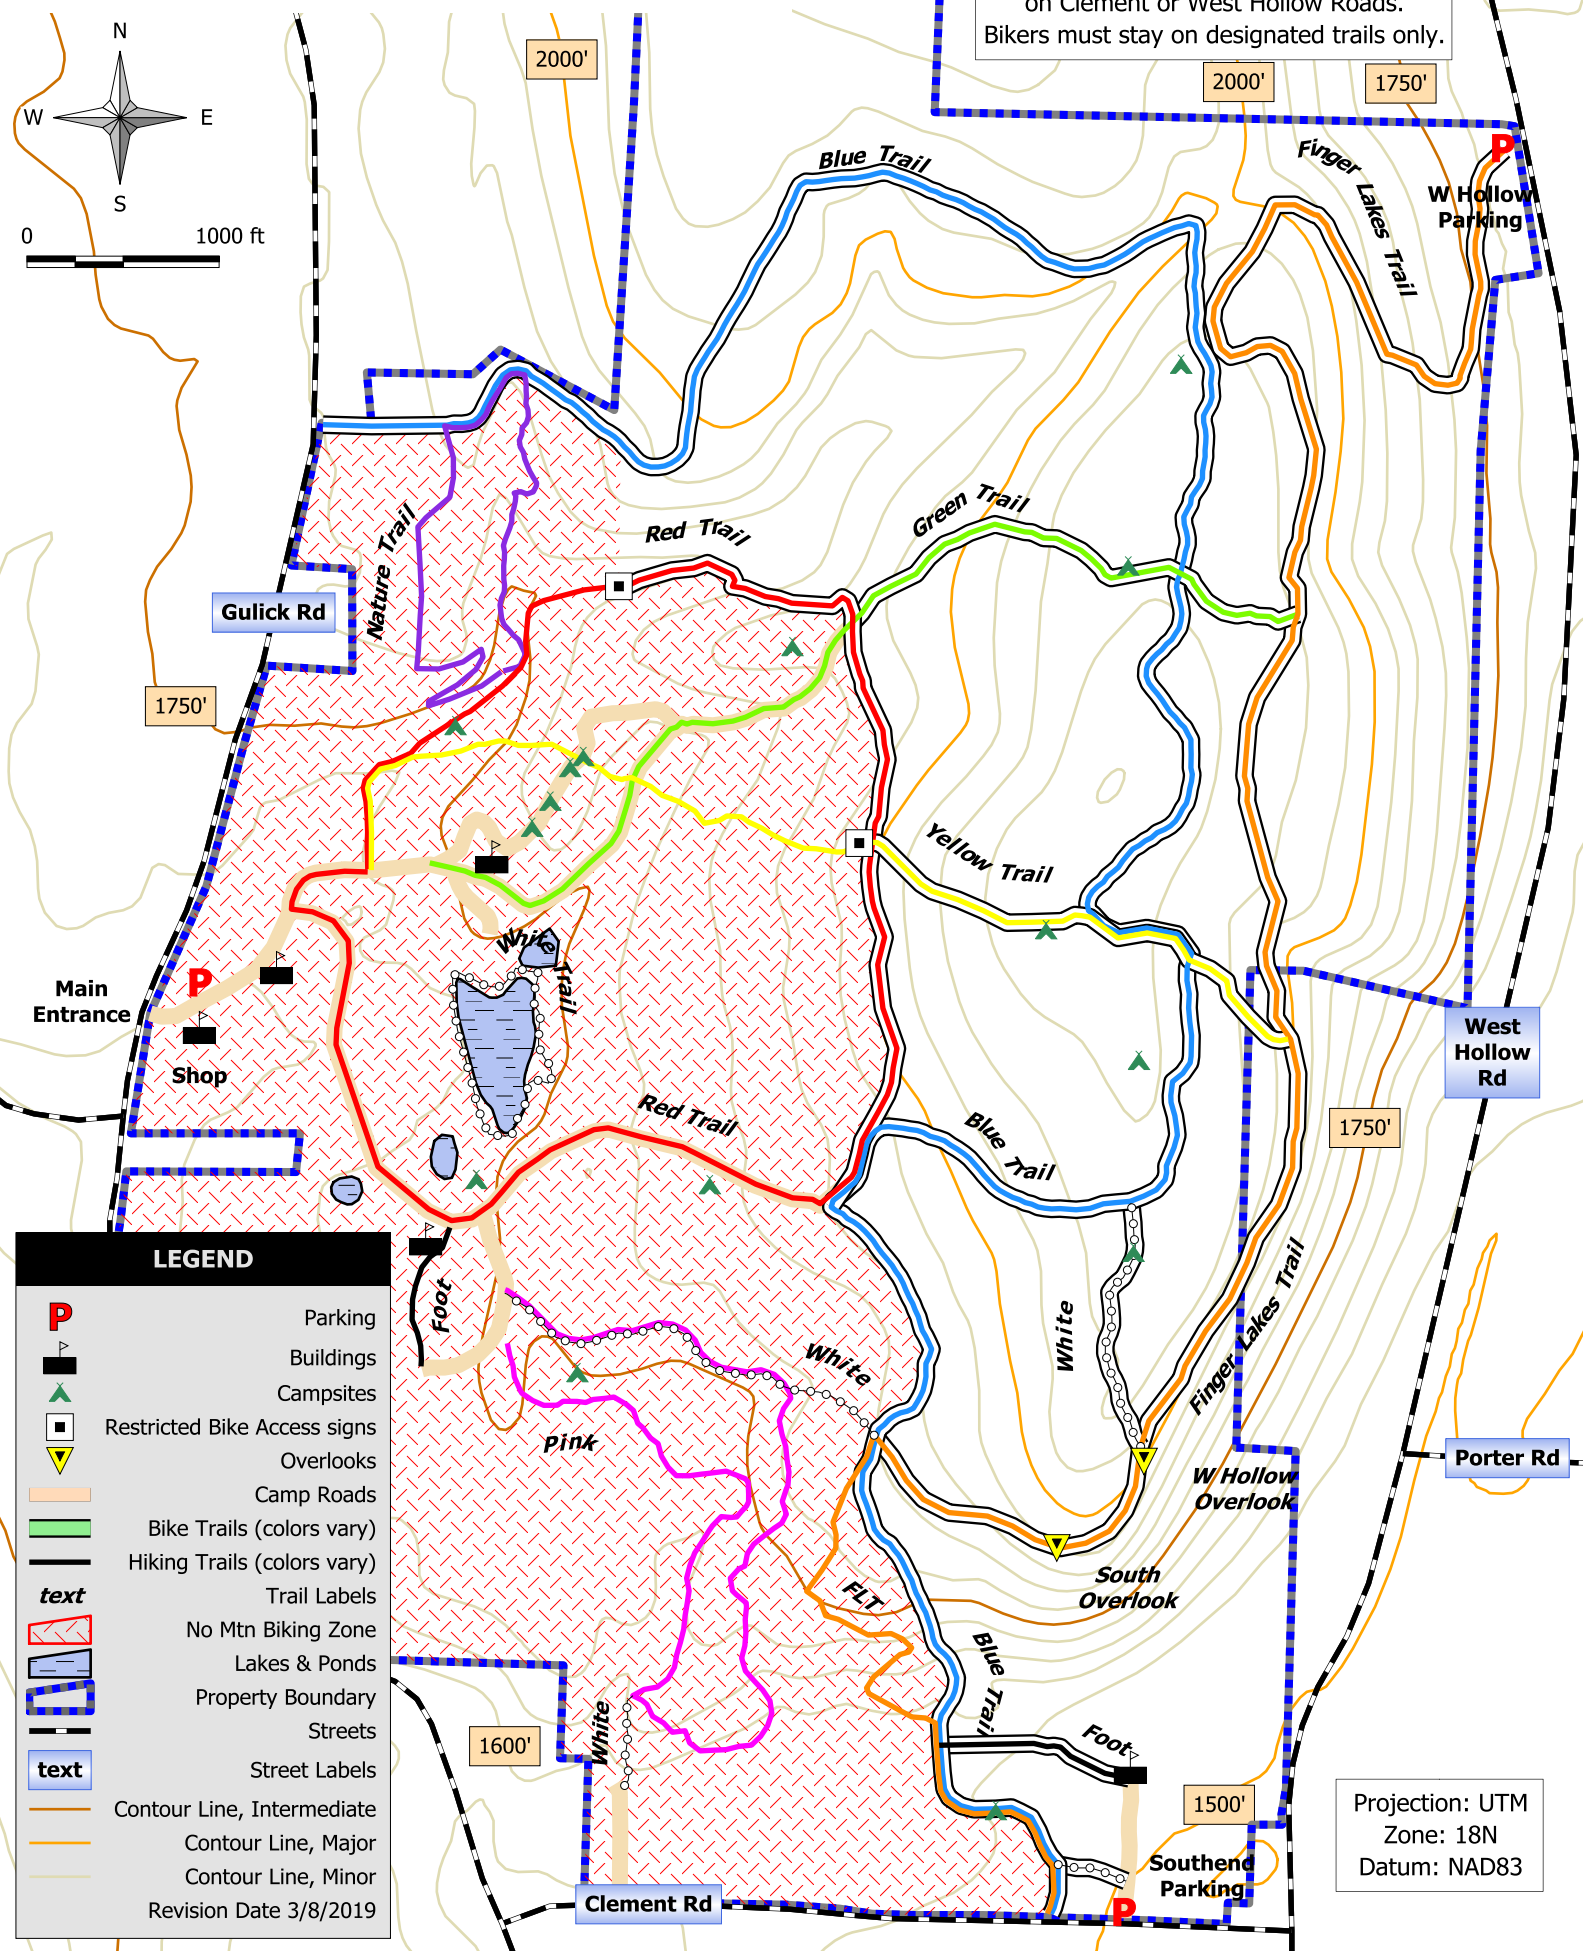 on Clement or West Hollow Roads.
Bikers must stay on designated trails only.
N
W
E
S
0
1000 ft
2000'
2000'
1750'
Blue Trail
Finger Lakes Trail
P
W Hollow
Parking
Red Trail
Green Trail
Nature Trail
Gulick Rd
1750'
Yellow Trail
White Trail
P
Main
Entrance
Shop
West
Hollow
Rd
Red Trail
Blue Trail
1750'
Foot
White
White
Finger Lakes Trail
Pink
W Hollow
Overlook
Porter Rd
South
Overlook
FLT
Blue Trail
White
1600'
Foot
1500'
Southend
Parking
P
Clement Rd
Projection: UTM
Zone: 18N
Datum: NAD83
LEGEND
P Parking
Buildings
Campsites
Restricted Bike Access signs
Overlooks
Camp Roads
Bike Trails (colors vary)
Hiking Trails (colors vary)
text Trail Labels
No Mtn Biking Zone
Lakes & Ponds
Property Boundary
Streets
text Street Labels
Contour Line, Intermediate
Contour Line, Major
Contour Line, Minor
Revision Date 3/8/2019